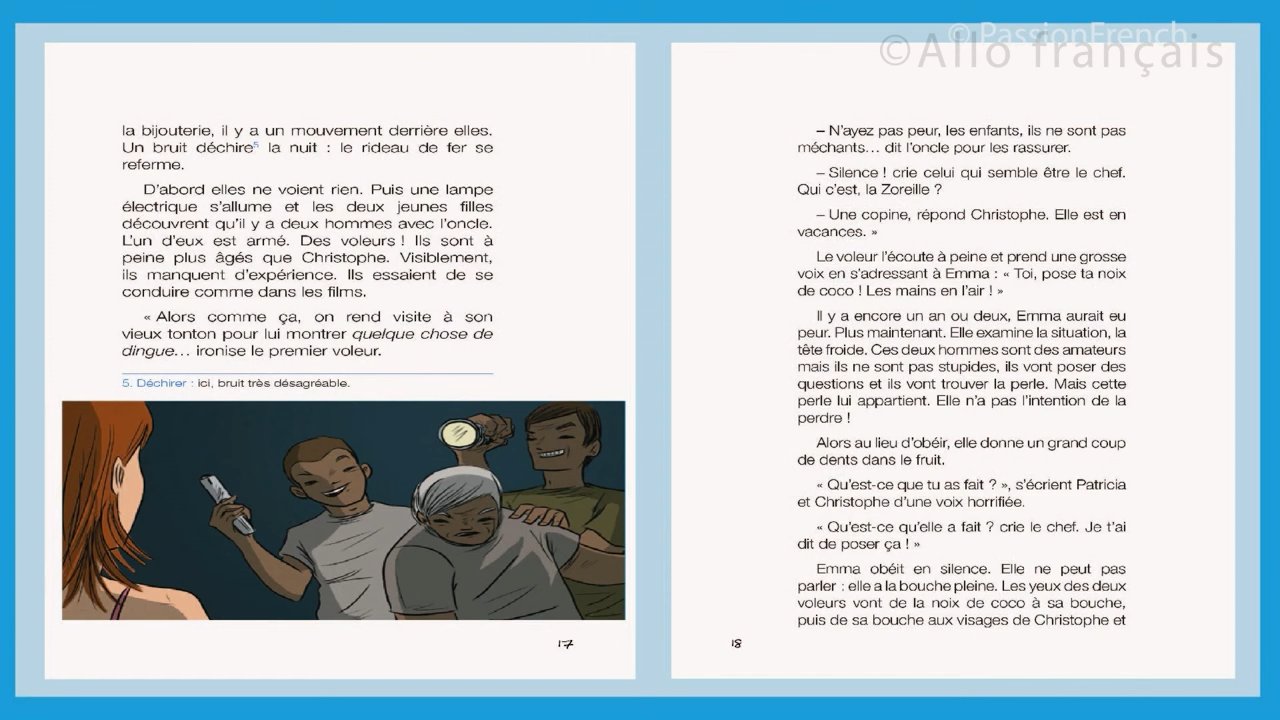 © PassionFrench
©Allo français
la bijouterie, il y a un mouvement derrière elles.
Un bruit déchire5 la nuit : le rideau de fer se
referme.
D'abord elles ne voient rien. Puis une lampe
électrique s'allume et les deux jeunes filles
découvrent qu'il y a deux hommes avec l'oncle.
L'un d'eux est armé. Des voleurs ! Ils sont à
peine plus âgés que Christophe. Visiblement,
ils manquent d'expérience. Ils essaient de se
conduire comme dans les films.
« Alors comme ça, on rend visite à son
vieux tonton pour lui montrer quelque chose de
dingue... ironise le premier voleur.
5. Déchirer : ici, bruit très désagréable.
17
– N'ayez pas peur, les enfants, ils ne sont pas
méchants... dit l'oncle pour les rassurer.
– Silence ! crie celui qui semble être le chef.
Qui c'est, la Zoreille ?
– Une copine, répond Christophe. Elle est en
vacances. »
Le voleur l'écoute à peine et prend une grosse
voix en s'adressant à Emma : « Toi, pose ta noix
de coco ! Les mains en l'air ! »
Il y a encore un an ou deux, Emma aurait eu
peur. Plus maintenant. Elle examine la situation, la
tête froide. Ces deux hommes sont des amateurs
mais ils ne sont pas stupides, ils vont poser des
questions et ils vont trouver la perle. Mais cette
perle lui appartient. Elle n'a pas l'intention de la
perdre !
Alors au lieu d'obéir, elle donne un grand coup
de dents dans le fruit.
« Qu'est-ce que tu as fait ? », s'écrient Patricia
et Christophe d'une voix horrifiée.
« Qu'est-ce qu'elle a fait ? crie le chef. Je t'ai
dit de poser ça ! »
Emma obéit en silence. Elle ne peut pas
parler : elle a la bouche pleine. Les yeux des deux
voleurs vont de la noix de coco à sa bouche,
puis de sa bouche aux visages de Christophe et
18